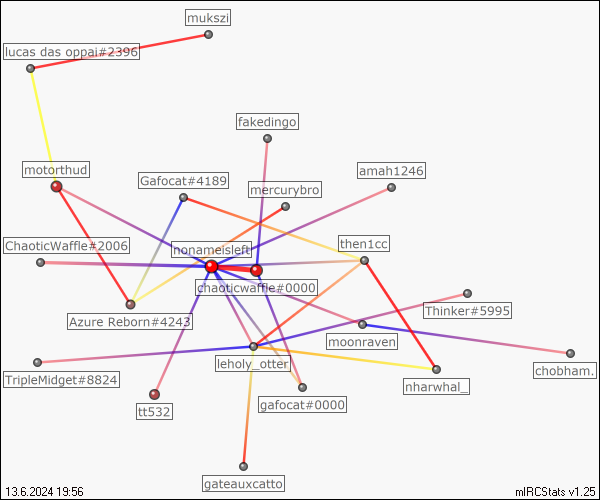 mukszi
lucas das oppai#2396
fakedingo
motorthud
Gafocat#4189
amah1246
mercurybro
ChaoticWaffle#2006
nonameisleft
then1cc
chaoticwaffle#0000
Thinker#5995
Azure Reborn#4243
moonraven
leholy_otter
chobham.
TripleMidget#8824
nharwhal_
tt532
gafocat#0000
gateauxcatto
13.6.2024 19:56
mIRCStats v1.25